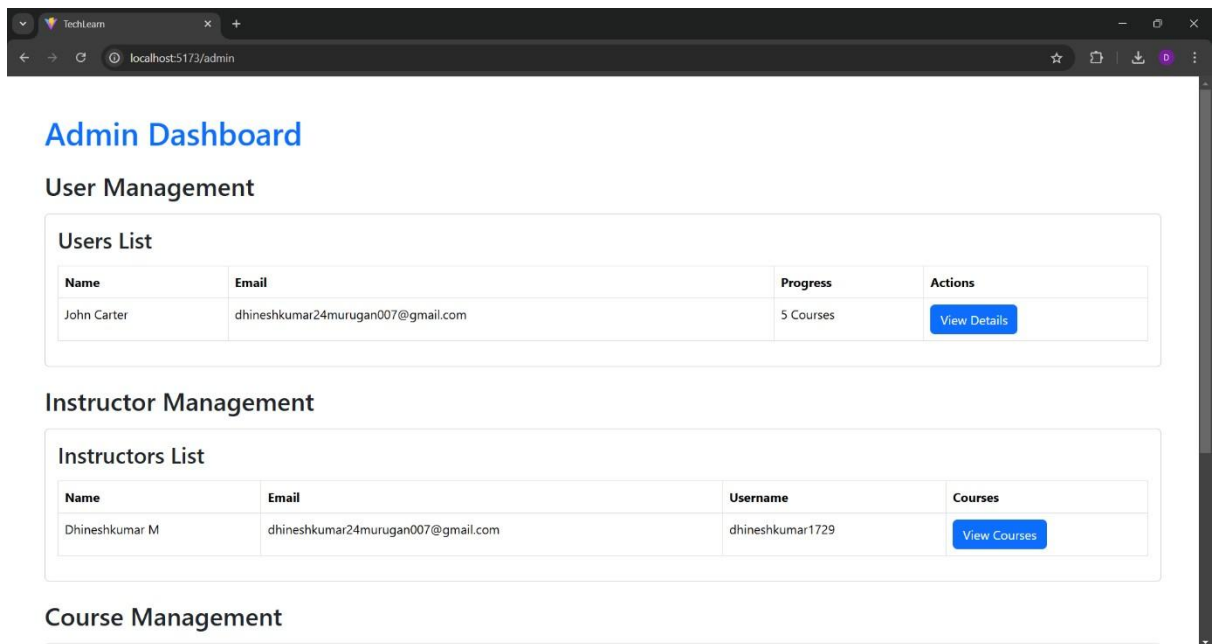 TechLearn
localhost:5173/admin
D
Admin Dashboard
User Management
Users List
Name Email Progress Actions
John Carter dhineshkumar24murugan007@gmail.com 5 Courses View Details
Instructor Management
Instructors List
Name Email Username Courses
Dhineshkumar M dhineshkumar24murugan007@gmail.com dhineshkumar1729 View Courses
Course Management